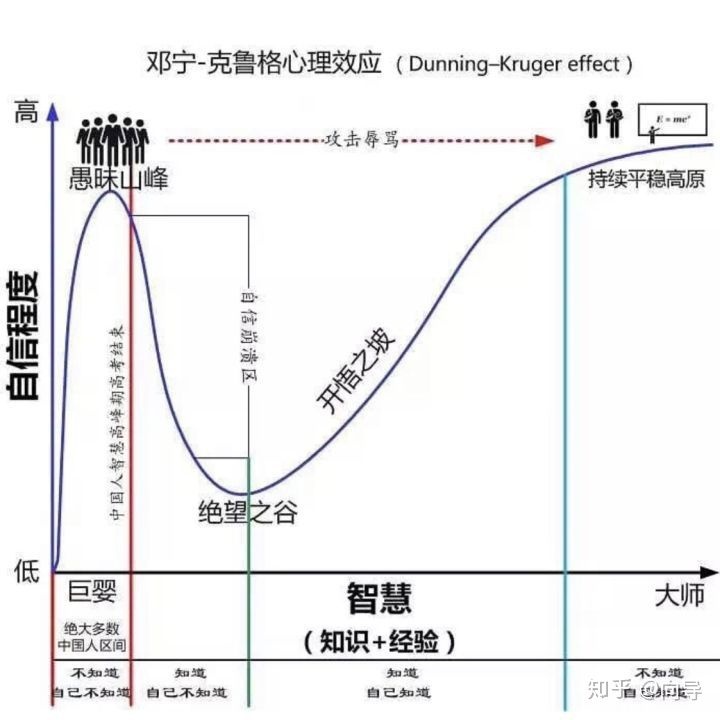 邓宁-克鲁格心理效应（Dunning–Kruger effect）
高
攻击辱骂
E = mc²
愚昧山峰
持续平稳高原
自信程度
自信崩溃区
中国人智慧高峰期高考结束
开悟之坡
绝望之谷
低
巨婴
智慧
大师
绝大多数
中国人区间
（知识+经验）
不知道
自己不知道
知道
自己不知道
知道
自己知道
不知道
自己知道
知乎 @向导